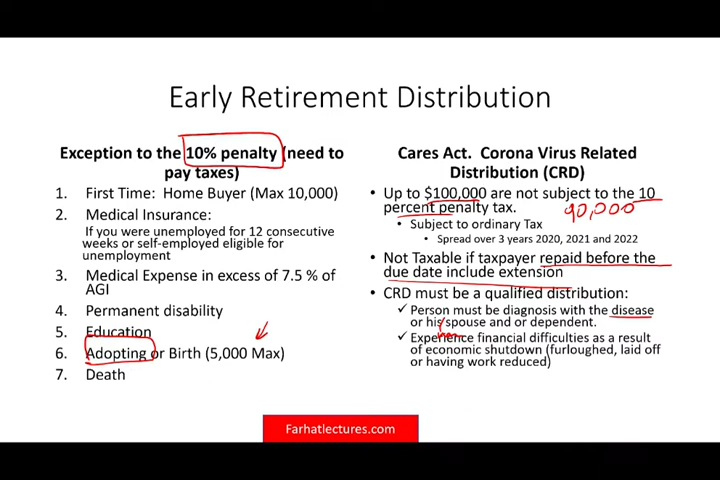 Early Retirement Distribution
Exception to the 10% penalty (need to
pay taxes)
1. First Time: Home Buyer (Max 10,000)
2. Medical Insurance:
If you were unemployed for 12 consecutive
weeks or self-employed eligible for
unemployment
3. Medical Expense in excess of 7.5 % of
AGI
4. Permanent disability
5. Education
6. Adopting or Birth (5,000 Max)
7. Death
Cares Act. Corona Virus Related
Distribution (CRD)
• Up to $100,000 are not subject to the 10
percent penalty tax.
90,000
• Subject to ordinary Tax
• Spread over 3 years 2020, 2021 and 2022
• Not Taxable if taxpayer repaid before the
due date include extension
• CRD must be a qualified distribution:
✓ Person must be diagnosis with the disease
or his/spouse and or dependent.
her
✓ Experience financial difficulties as a result
of economic shutdown (furloughed, laid off
or having work reduced)
Farhatlectures.com